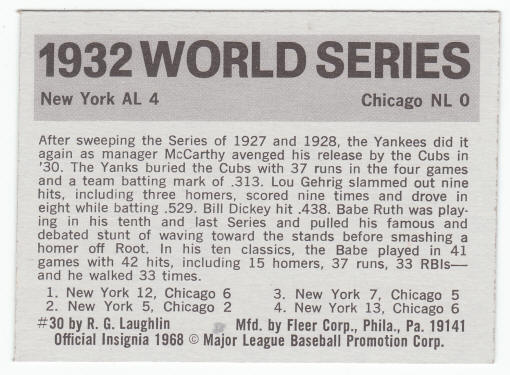 1932 WORLD SERIES
New York AL 4 Chicago NL 0
After sweeping the Series of 1927 and 1928, the Yankees did it
again as manager McCarthy avenged his release by the Cubs in
'30. The Yanks buried the Cubs with 37 runs in the four games
and a team batting mark of .313. Lou Gehrig slammed out nine
hits, including three homers, scored nine times and drove in
eight while batting .529. Bill Dickey hit .438. Babe Ruth was play-
ing in his tenth and last Series and pulled his famous and
debated stunt of waving toward the stands before smashing a
homer off Root. In his ten classics, the Babe played in 41
games with 42 hits, including 15 homers, 37 runs, 33 RBIs—
and he walked 33 times.
1. New York 12, Chicago 6 3. New York 7, Chicago 5
2. New York 5, Chicago 2 4. New York 13, Chicago 6
#30 by R. G. Laughlin Mfd. by Fleer Corp., Phila., Pa. 19141
Official Insignia 1968 © Major League Baseball Promotion Corp.